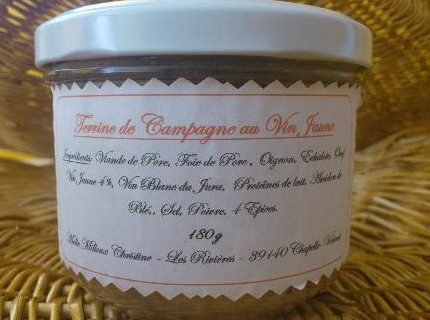 Terrine de Campagne au Vin Jaune
Ingrédients: Viande de Porc, Foie de Porc, Oignon, Echalote, Oeuf
Vin Jaune 4%, Vin Blanc du Jura, Protéines de lait, Amidon de
Blé, Sel, Poivre, 4 Epices.
180g
Christine - Les Rivières - 39140 Chapelle-Voland